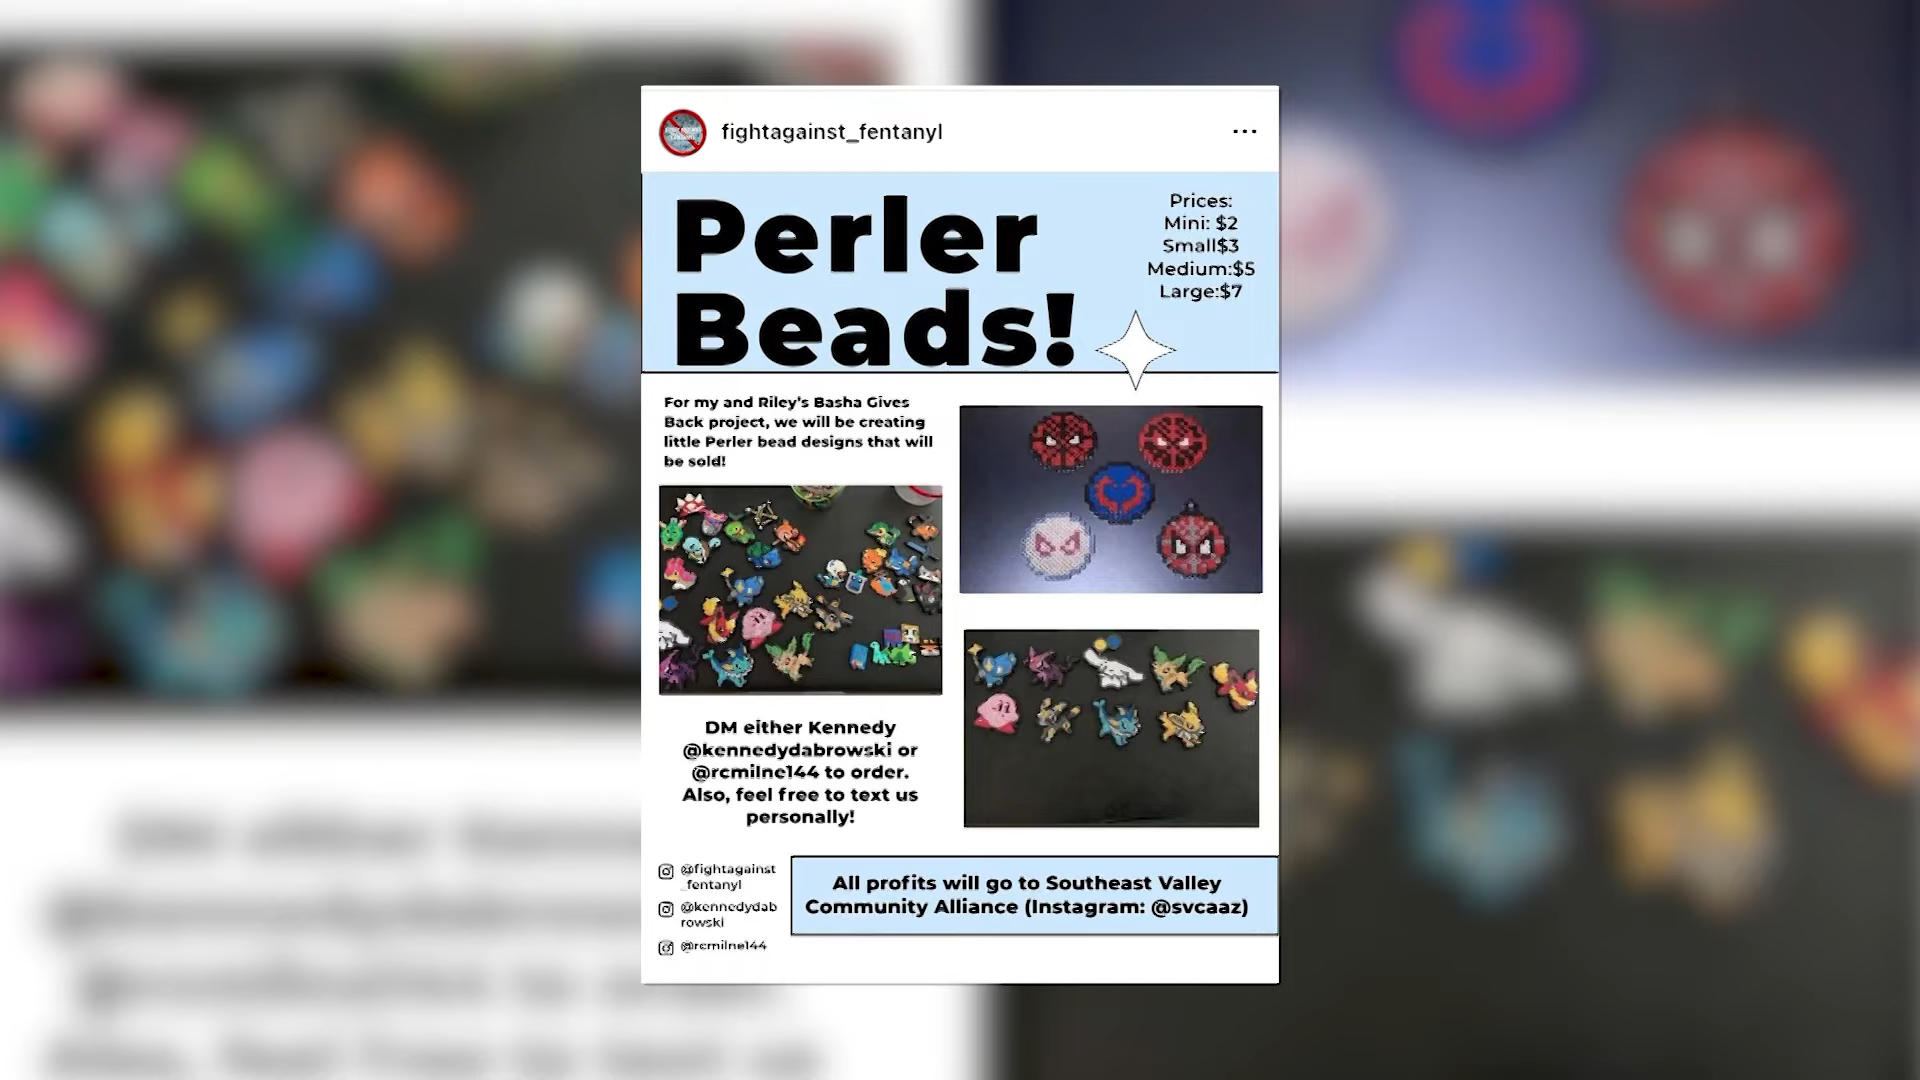 fightagainst_fentanyl
Perler
Beads!
Prices:
Mini: $2
Small$3
Medium:$5
Large:$7
For my and Riley's Basha Gives
Back project, we will be creating
little Perler bead designs that will
be sold!
DM either Kennedy
@kennedydabrowski or
@rcmilne144 to order.
Also, feel free to text us
personally!
@fightagainst
_fentanyl
@kennedydab
rowski
@rcmilne144
All profits will go to Southeast Valley
Community Alliance (Instagram: @svcaaz)